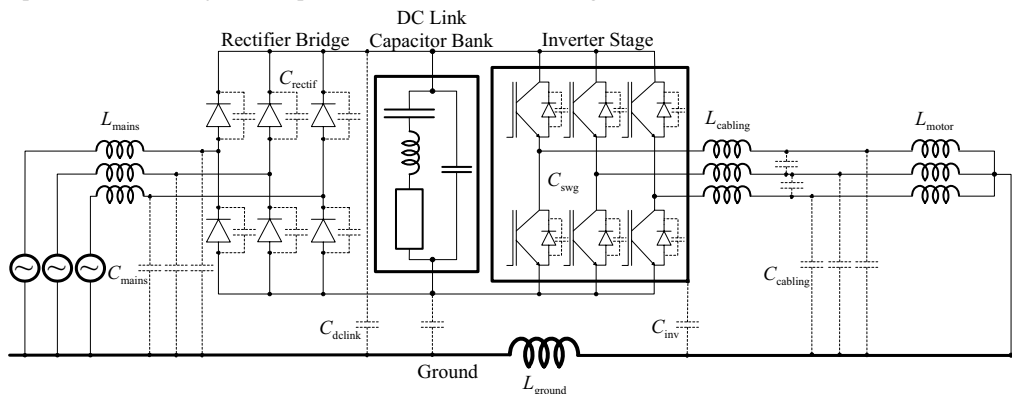 DC Link
Rectifier Bridge
Capacitor Bank
Inverter Stage
C_rectif
L_mains
L_cabling
L_motor
C_swg
C_mains
C_cabling
C_dclink
C_inv
Ground
L_ground